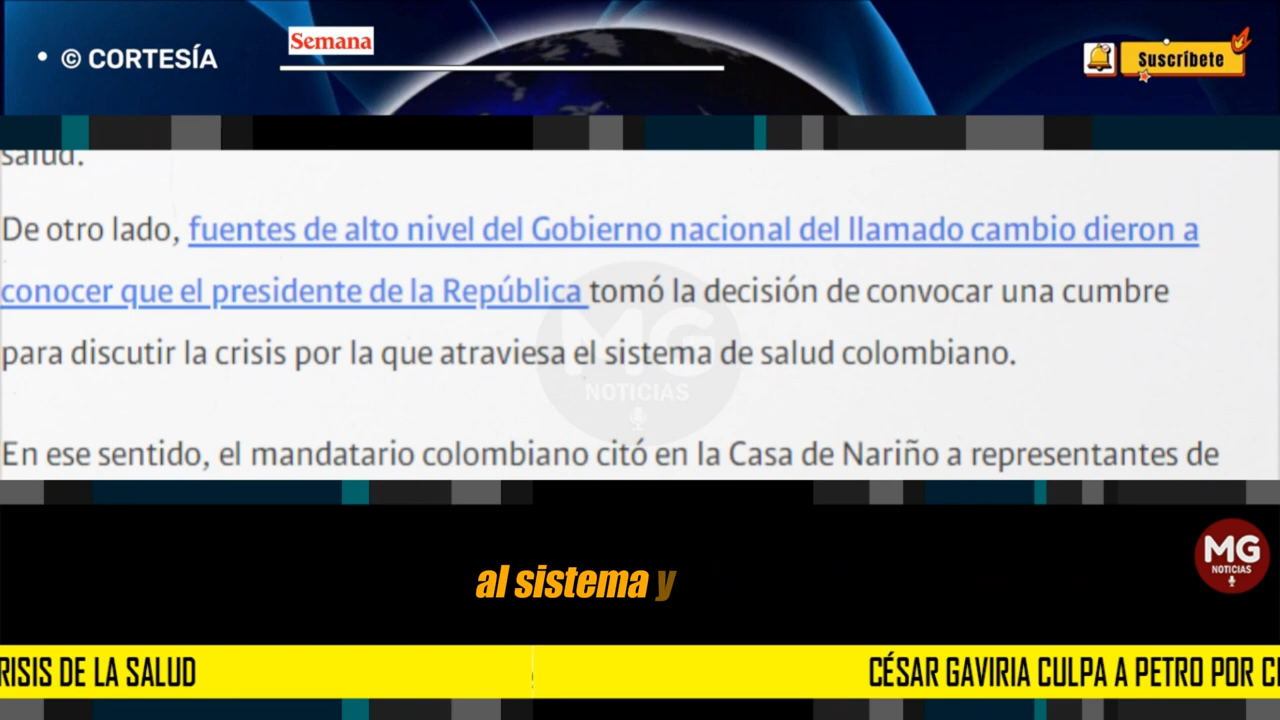 • © CORTESÍA
Semana
Suscríbete
salud.
De otro lado, fuentes de alto nivel del Gobierno nacional del llamado cambio dieron a
conocer que el presidente de la República tomó la decisión de convocar una cumbre
para discutir la crisis por la que atraviesa el sistema de salud colombiano.
En ese sentido, el mandatario colombiano citó en la Casa de Nariño a representantes de
MG
NOTICIAS
al sistema y
MG
NOTICIAS
RISIS DE LA SALUD
CÉSAR GAVIRIA CULPA A PETRO POR C